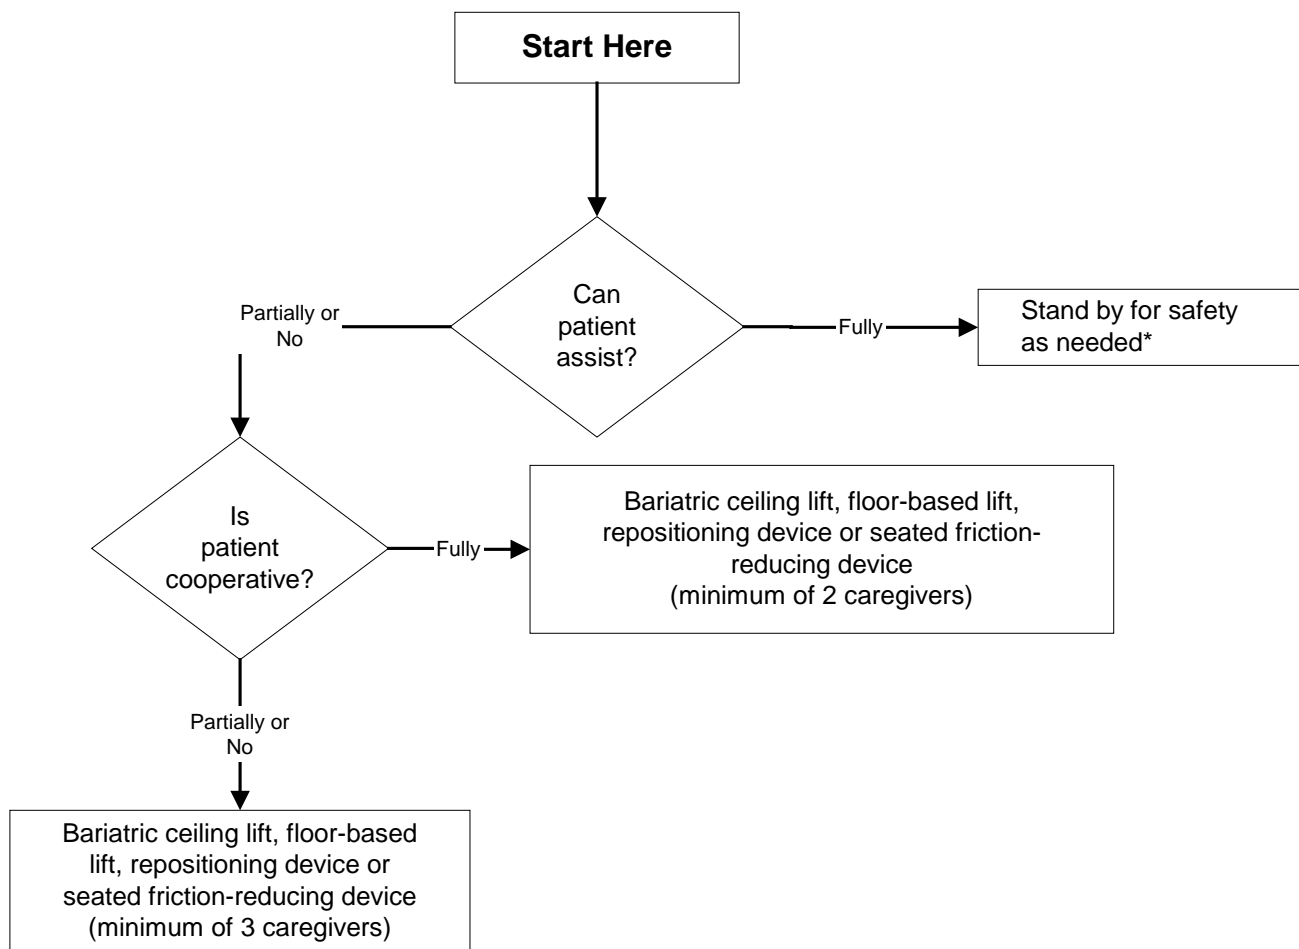 Start Here
Can
patient
assist?
Partially or
No
Fully
Stand by for safety
as needed*
Is
patient
cooperative?
Fully
Bariatric ceiling lift, floor-based lift,
repositioning device or seated friction-
reducing device
(minimum of 2 caregivers)
Partially or
No
Bariatric ceiling lift, floor-based
lift, repositioning device or
seated friction-reducing device
(minimum of 3 caregivers)